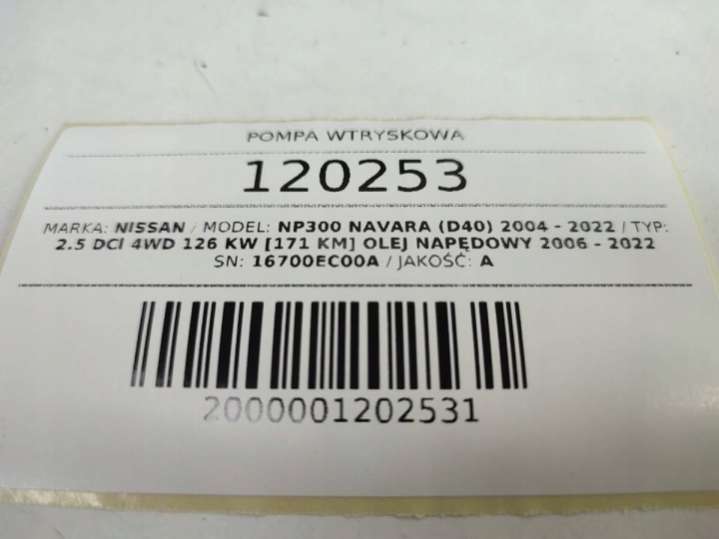 POMPA WTRYSKOWA
120253
MARKA: NISSAN / MODEL: NP300 NAVARA (D40) 2004 - 2022 / TYP:
2.5 DCI 4WD 126 KW [171 KM] OLEJ NAPĘDOWY 2006 - 2022
SN: 16700EC00A / JAKOŚĆ: A
2000001202531